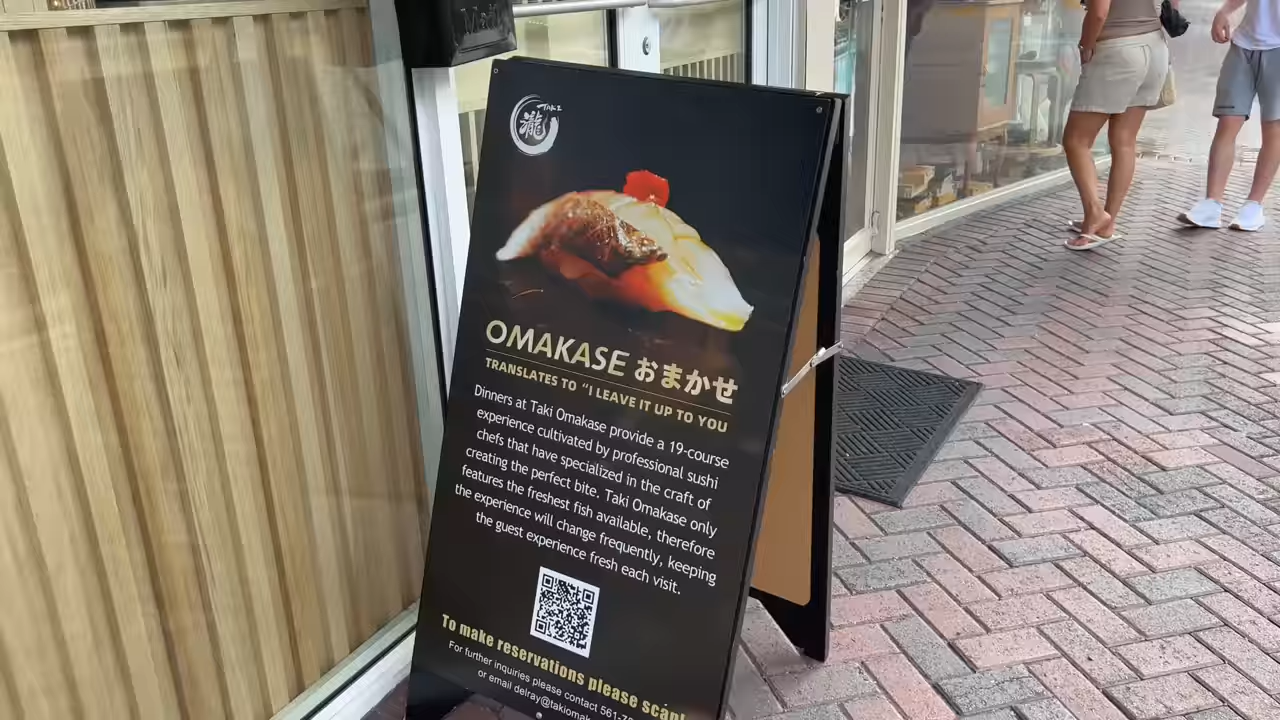 Mail
TAKI
瀧
OMAKASE おまかせ
TRANSLATES TO "I LEAVE IT UP TO YOU
Dinners at Taki Omakase provide a 19-course
experience cultivated by professional sushi
chefs that have specialized in the craft of
creating the perfect bite. Taki Omakase only
features the freshest fish available, therefore
the experience will change frequently, keeping
the guest experience fresh each visit.
To make reservations please scan!
For further inquiries please contact 561-7
or email delray@takiomak